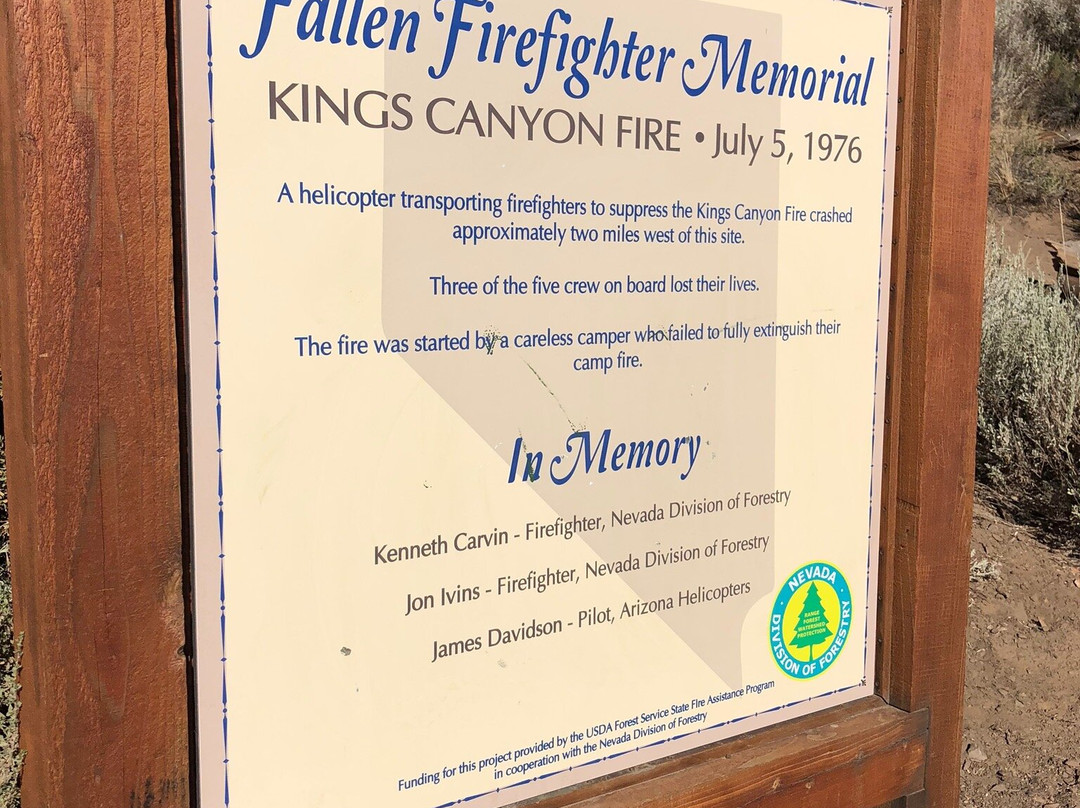 Fallen Firefighter Memorial
KINGS CANYON FIRE • July 5, 1976
A helicopter transporting firefighters to suppress the Kings Canyon Fire crashed
approximately two miles west of this site.
Three of the five crew on board lost their lives.
The fire was started by a careless camper who failed to fully extinguish their
camp fire.
In Memory
Kenneth Carvin - Firefighter, Nevada Division of Forestry
Jon Ivins - Firefighter, Nevada Division of Forestry
James Davidson - Pilot, Arizona Helicopters
NEVADA
RANGE
FOREST
WATERSHED
PROTECTION
DIVISION OF FORESTRY
Funding for this project provided by the USDA Forest Service State FIre Assistance Program
in cooperation with the Nevada Division of Forestry